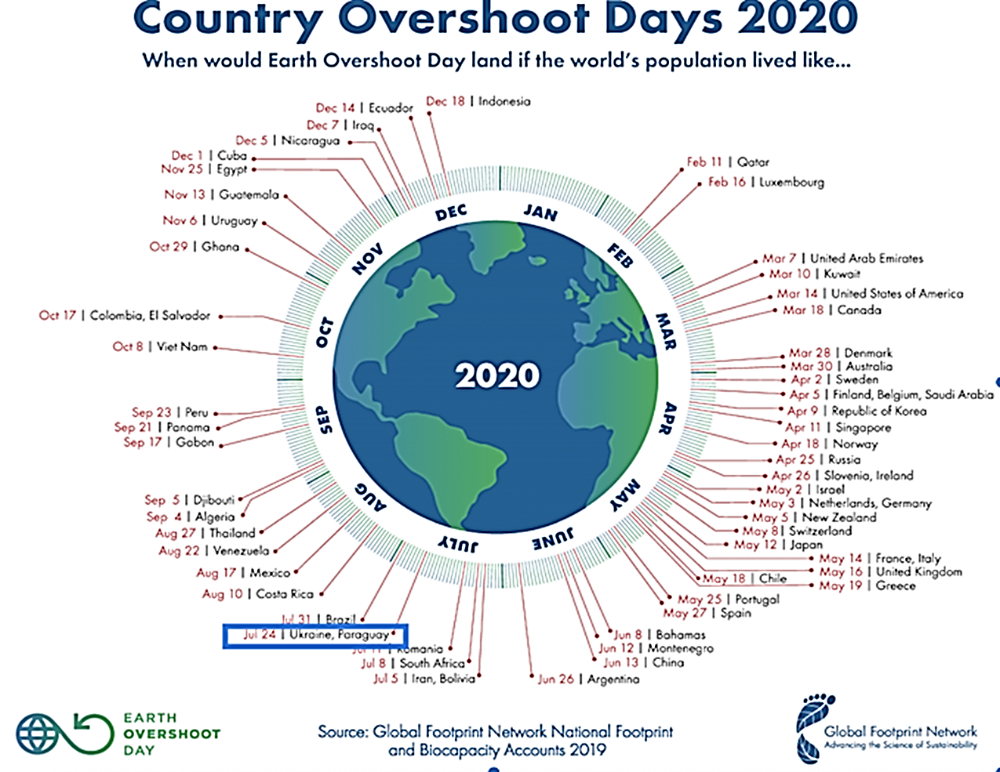 Country Overshoot Days 2020
When would Earth Overshoot Day land if the world's population lived like...
Dec 18 | Indonesia
Dec 14 | Ecuador
Dec 7 | Iraq
Dec 5 | Nicaragua
Dec 1 | Cuba
Nov 25 | Egypt
Nov 13 | Guatemala
Nov 6 | Uruguay
Oct 29 | Ghana
Oct 17 | Colombia, El Salvador
Oct 8 | Viet Nam
Sep 23 | Peru
Sep 21 | Panama
Sep 17 | Gabon
Sep 5 | Djibouti
Sep 4 | Algeria
Aug 27 | Thailand
Aug 22 | Venezuela
Aug 17 | Mexico
Aug 10 | Costa Rica
Jul 31 | Brazil
Jul 24 | Ukraine, Paraguay
Jul 11 | Romania
Jul 8 | South Africa
Jul 5 | Iran, Bolivia
Feb 11 | Qatar
Feb 16 | Luxembourg
Mar 7 | United Arab Emirates
Mar 10 | Kuwait
Mar 14 | United States of America
Mar 18 | Canada
Mar 28 | Denmark
Mar 30 | Australia
Apr 2 | Sweden
Apr 5 | Finland, Belgium, Saudi Arabia
Apr 9 | Republic of Korea
Apr 11 | Singapore
Apr 18 | Norway
Apr 25 | Russia
Apr 26 | Slovenia, Ireland
May 2 | Israel
May 3 | Netherlands, Germany
May 5 | New Zealand
May 8 | Switzerland
May 12 | Japan
May 14 | France, Italy
May 16 | United Kingdom
May 18 | Chile
May 19 | Greece
May 25 | Portugal
May 27 | Spain
Jun 8 | Bahamas
Jun 12 | Montenegro
Jun 13 | China
Jun 26 | Argentina
JAN
FEB
MAR
APR
MAY
JUNE
JULY
AUG
SEP
OCT
NOV
DEC
2020
EARTH
OVERSHOOT
DAY
Source: Global Footprint Network National Footprint
and Biocapacity Accounts 2019
Global Footprint Network
Advancing the Science of Sustainability